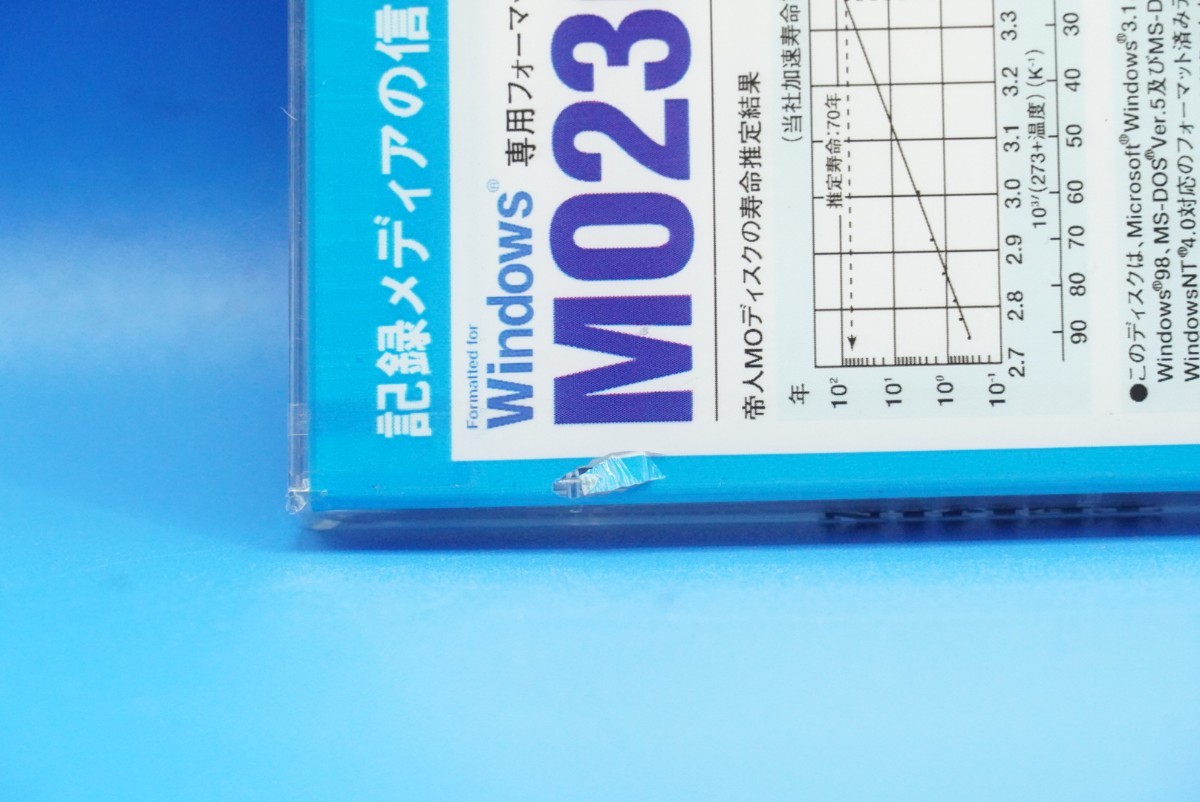 記録メディアの信
Formatted for
Windows® 専用フォーマッ
MO23
帝人MOディスクの寿命推定結果
(当社加速寿命
年
10² 10¹ 10⁰ 10⁻¹
推定寿命:70年
2.7 2.8 2.9 3.0 3.1 3.2 3.3
10³/(273+温度) (K⁻¹)
90 80 70 60 50 40 30
●このディスクは、Microsoft®Windows®3.1,
Windows®98、MS-DOS®Ver.5及びMS-D
WindowsNT®4.0対応のフォーマット済みデ